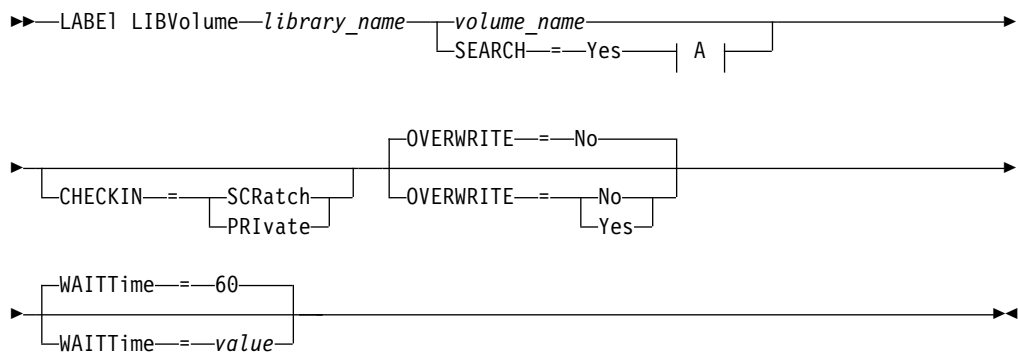 LABEl LIBVolume library_name volume_name
SEARCH = Yes A
OVERWRITE = No
CHECKIN = SCRatch OVERWRITE = No
PRIvate Yes
WAITTime = 60
WAITTime = value